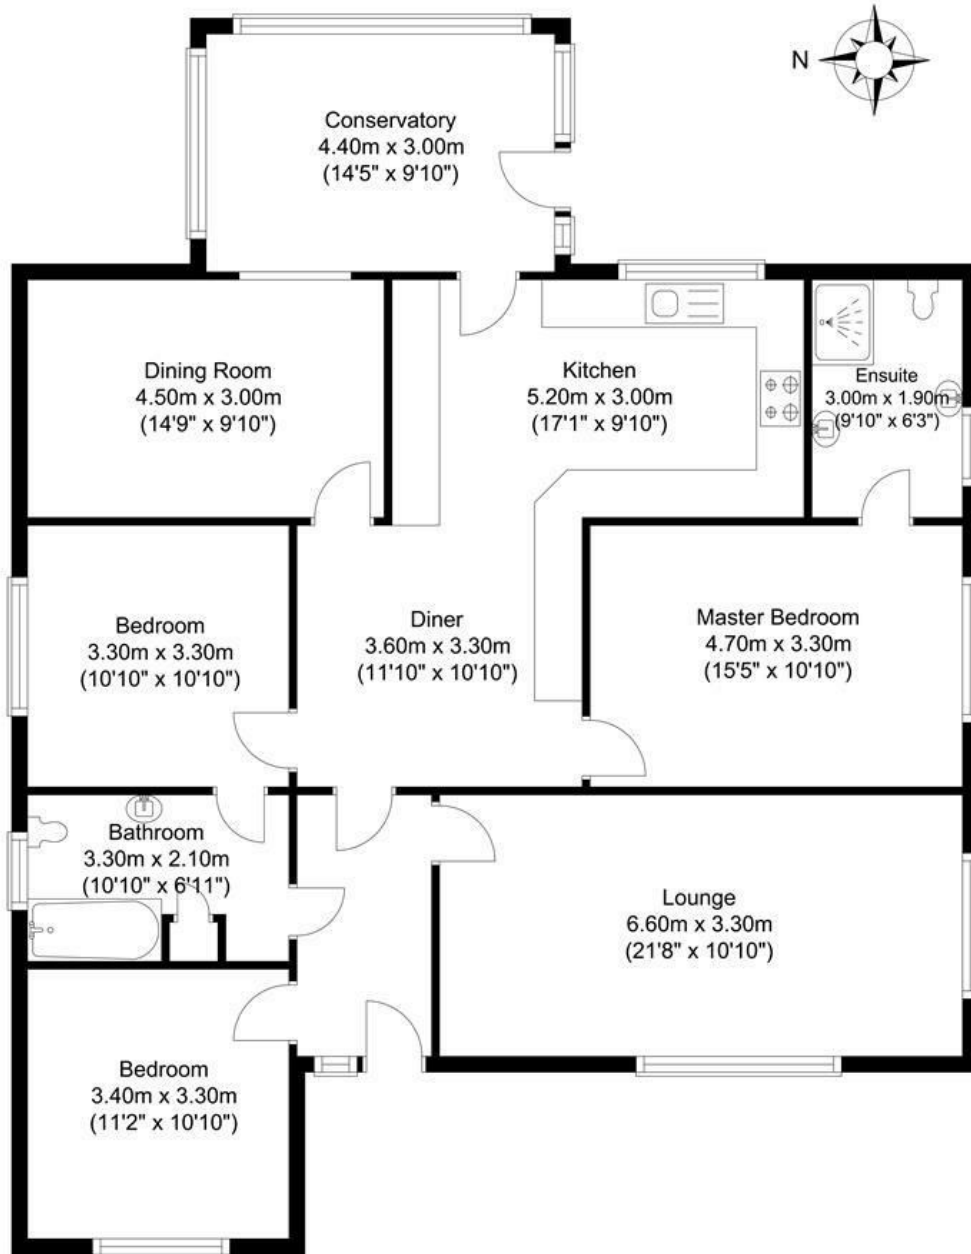 N
Conservatory
4.40m x 3.00m
(14'5" x 9'10")
Dining Room
4.50m x 3.00m
(14'9" x 9'10")
Kitchen
5.20m x 3.00m
(17'1" x 9'10")
Ensuite
3.00m x 1.90m
(9'10" x 6'3")
Bedroom
3.30m x 3.30m
(10'10" x 10'10")
Diner
3.60m x 3.30m
(11'10" x 10'10")
Master Bedroom
4.70m x 3.30m
(15'5" x 10'10")
Bathroom
3.30m x 2.10m
(10'10" x 6'11")
Lounge
6.60m x 3.30m
(21'8" x 10'10")
Bedroom
3.40m x 3.30m
(11'2" x 10'10")